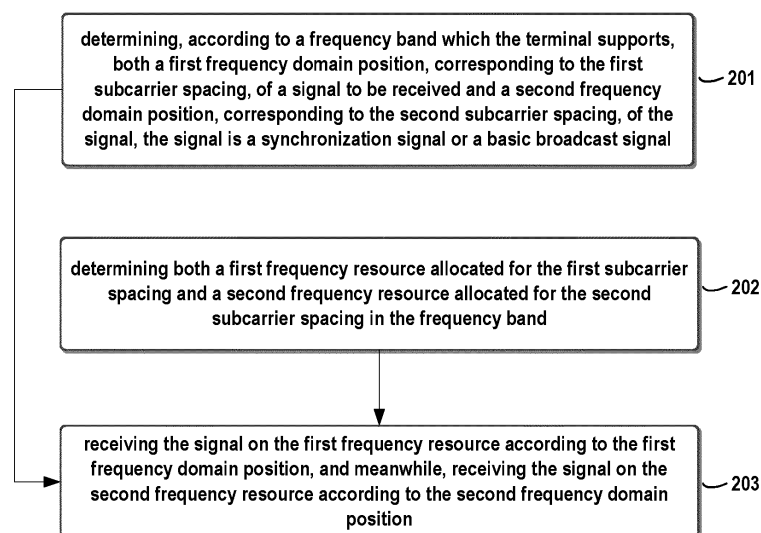 determining, according to a frequency band which the terminal supports,
both a first frequency domain position, corresponding to the first
subcarrier spacing, of a signal to be received and a second frequency
domain position, corresponding to the second subcarrier spacing, of
the signal, the signal is a synchronization signal or a basic broadcast signal
201
determining both a first frequency resource allocated for the first subcarrier
spacing and a second frequency resource allocated for the second
subcarrier spacing in the frequency band
202
receiving the signal on the first frequency resource according to the first
frequency domain position, and meanwhile, receiving the signal on the
second frequency resource according to the second frequency domain
position
203